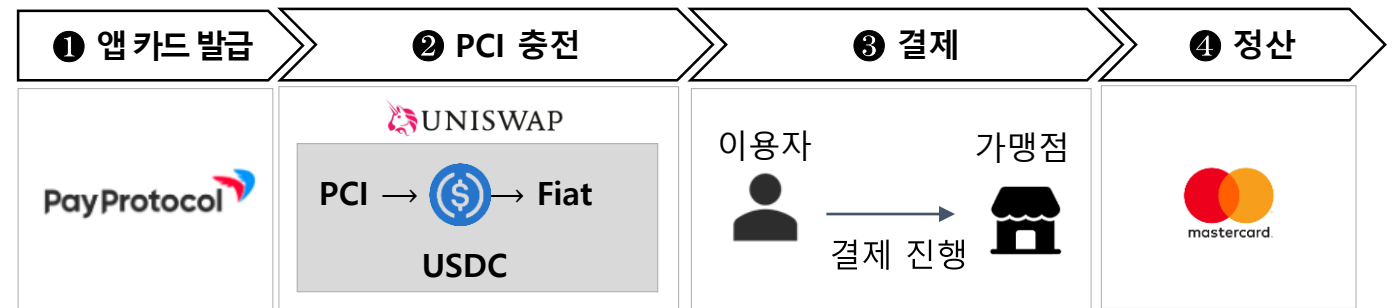 ❶ 앱 카드 발급
❷ PCI 충전
❸ 결제
❹ 정산
PayProtocol
UNISWAP
PCI → $ → Fiat
USDC
이용자
가맹점
결제 진행
mastercard.